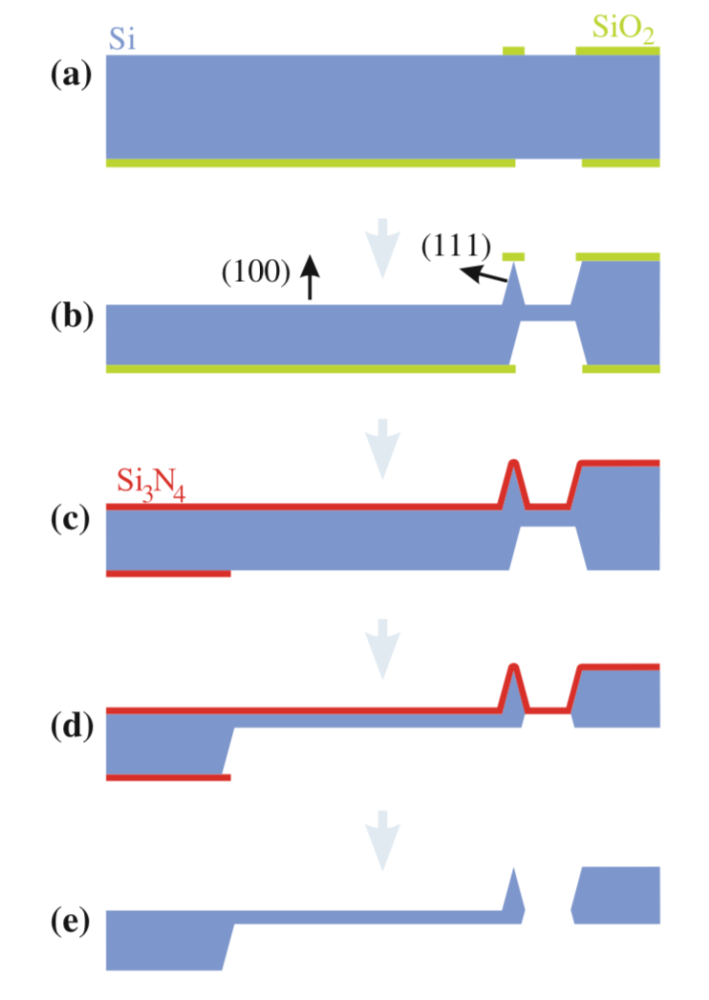 Si
SiO₂
(a)
(111)
(100)
(b)
Si₃N₄
(c)
(d)
(e)